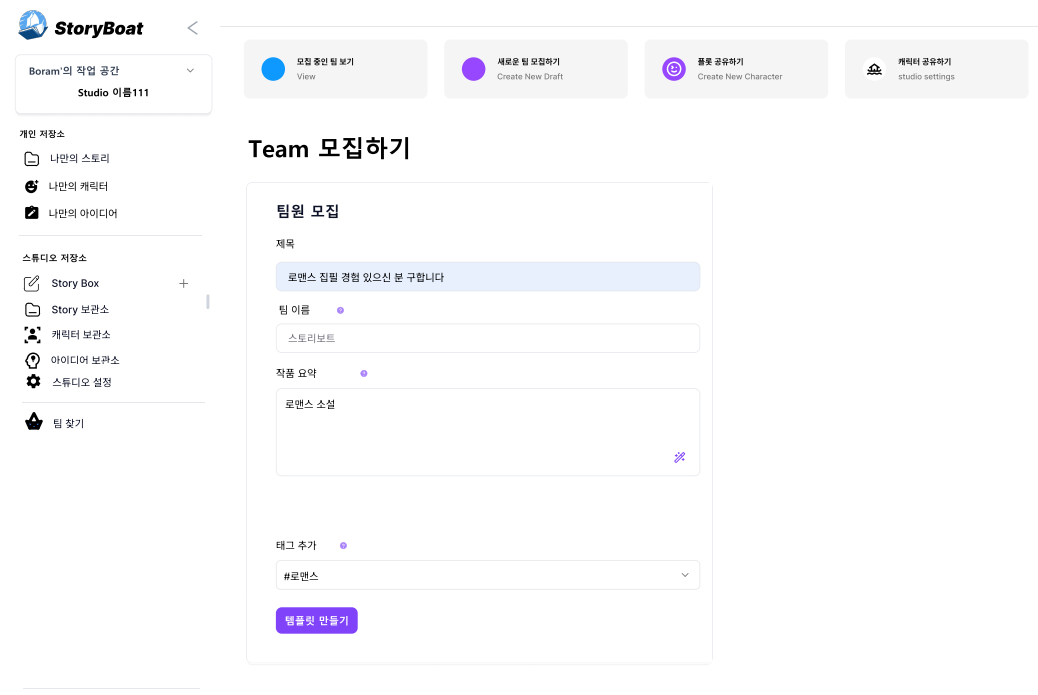 StoryBoat
Boram'의 작업 공간
Studio 이름111
개인 저장소
나만의 스토리
나만의 캐릭터
나만의 아이디어
스튜디오 저장소
Story Box
Story 보관소
캐릭터 보관소
아이디어 보관소
스튜디오 설정
팀 찾기
모집 중인 팀 보기
View
새로운 팀 모집하기
Create New Draft
플롯 공유하기
Create New Character
캐릭터 공유하기
studio settings
Team 모집하기
팀원 모집
제목
로맨스 집필 경험 있으신 분 구합니다
팀 이름
스토리보트
작품 요약
로맨스 소설
태그 추가
#로맨스
템플릿 만들기